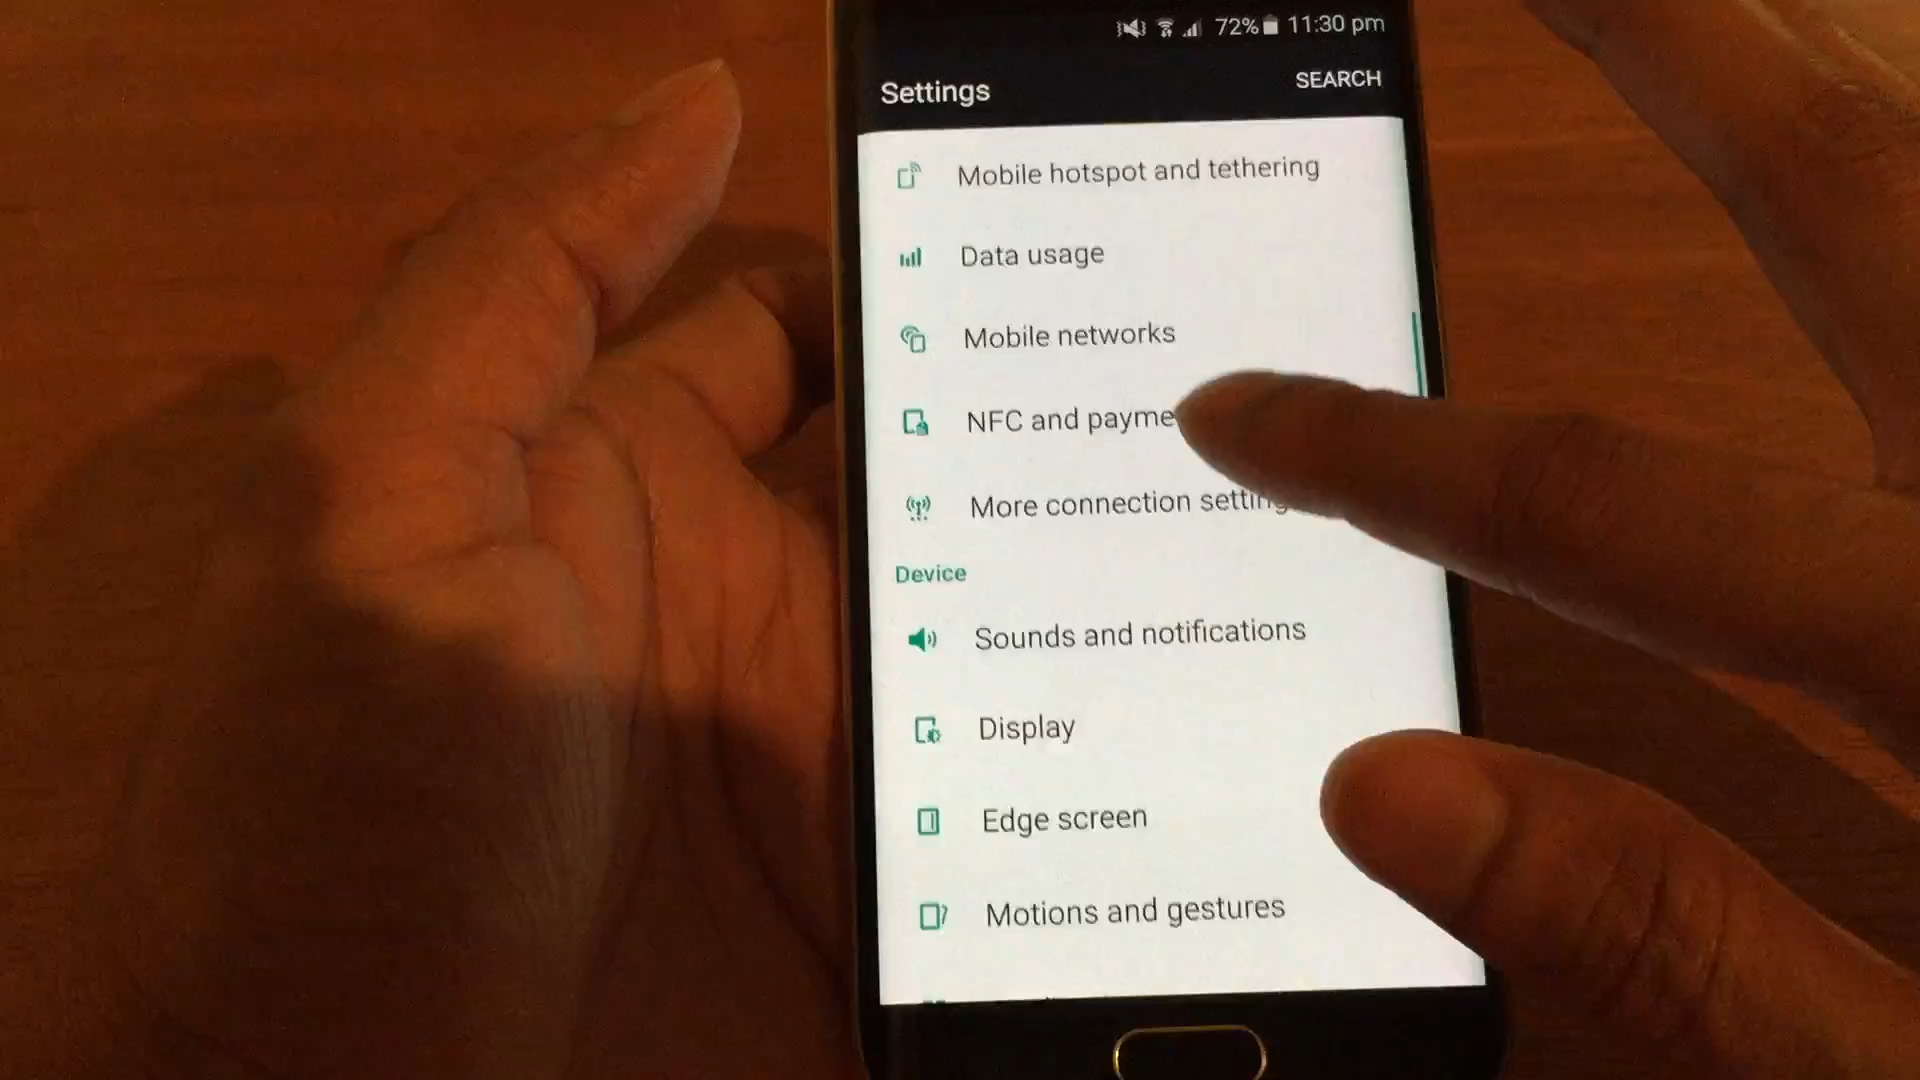 72% 11:30 pm
Settings
SEARCH
Mobile hotspot and tethering
Data usage
Mobile networks
NFC and payme
More connection setting
Device
Sounds and notifications
Display
Edge screen
Motions and gestures